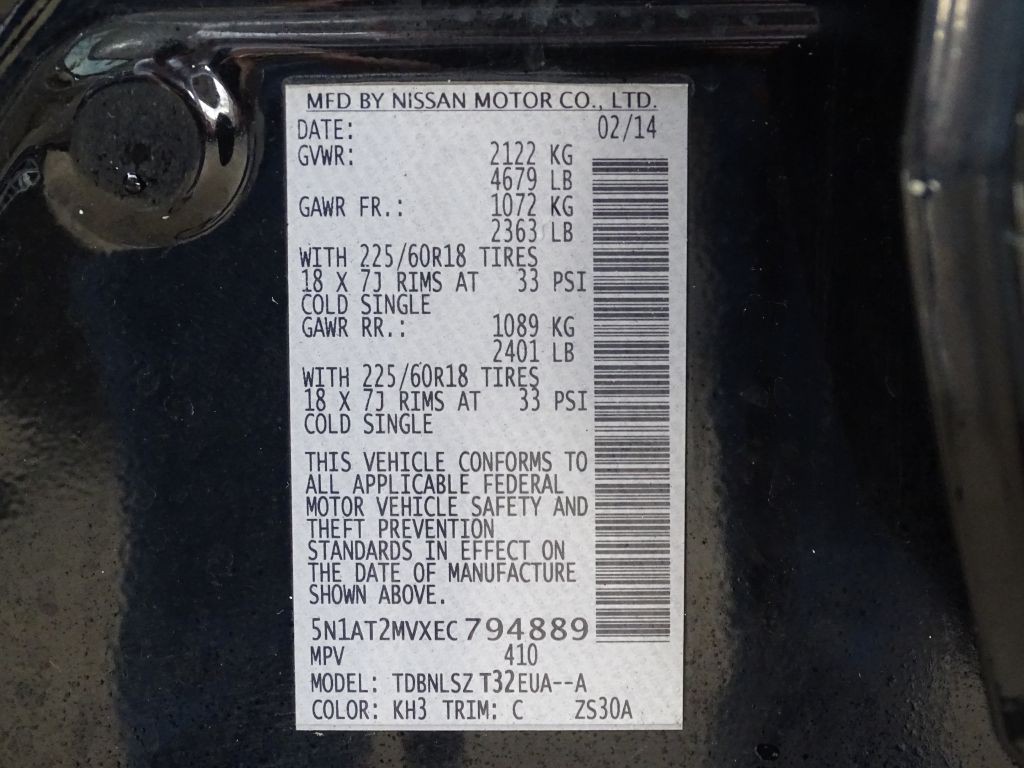 MFD BY NISSAN MOTOR CO., LTD.
DATE: 02/14
GVWR: 2122 KG
4679 LB
GAWR FR.: 1072 KG
2363 LB
WITH 225/60R18 TIRES
18 X 7J RIMS AT 33 PSI
COLD SINGLE
GAWR RR.: 1089 KG
2401 LB
WITH 225/60R18 TIRES
18 X 7J RIMS AT 33 PSI
COLD SINGLE
THIS VEHICLE CONFORMS TO
ALL APPLICABLE FEDERAL
MOTOR VEHICLE SAFETY AND
THEFT PREVENTION
STANDARDS IN EFFECT ON
THE DATE OF MANUFACTURE
SHOWN ABOVE.
5N1AT2MVXEC794889
MPV 410
MODEL: TDBNLSZ T32EUA--A
COLOR: KH3 TRIM: C ZS30A